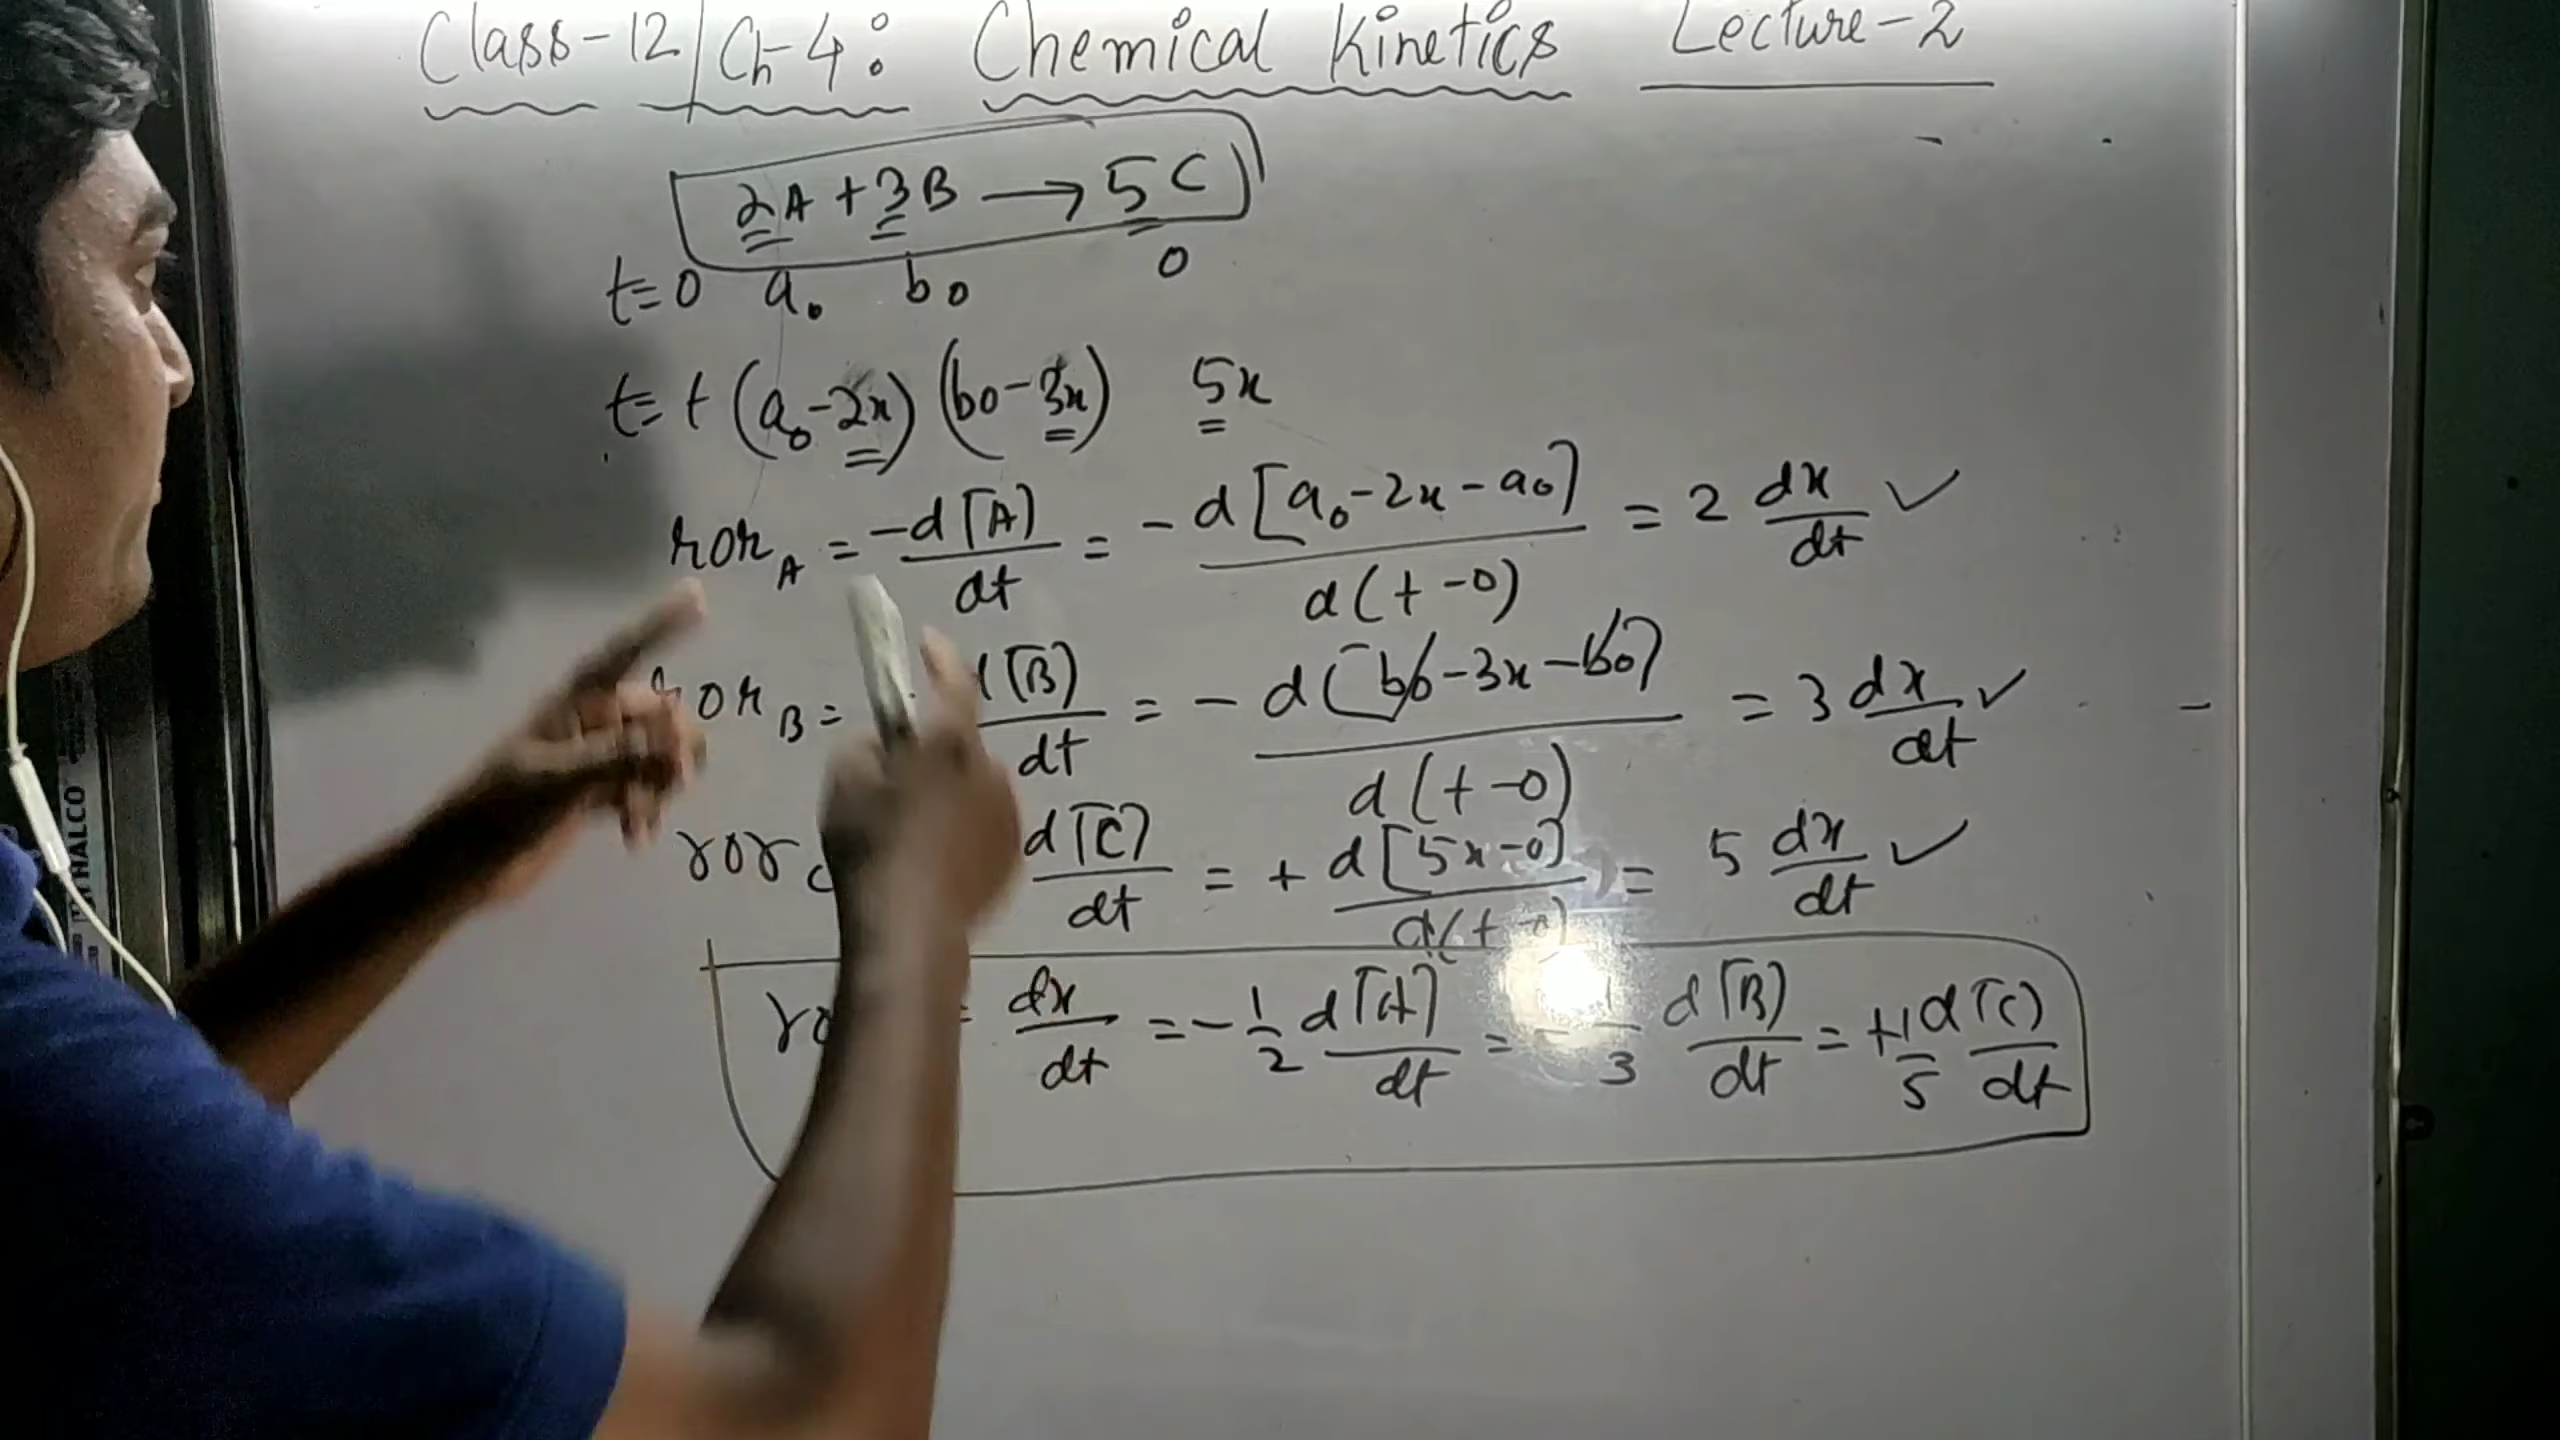 Class-12/Ch-4: Chemical Kinetics Lecture-2
2A + 3B → 5C
t=0 a₀ b₀ 0
t=t (a₀-2x) (b₀-3x) 5x
ror_A = -d[A]/dt = - d[a₀-2x-a₀]/d(t-0) = 2 dx/dt ✓
ror_B = d[B]/dt = - d[b₀-3x-b₀]/d(t-0) = 3 dx/dt ✓
ror_C d[C]/dt = + d[5x-0]/d(t-0) = 5 dx/dt ✓
= dx/dt = -1/2 d[A]/dt = -1/3 d[B]/dt = +1/5 d[C]/dt